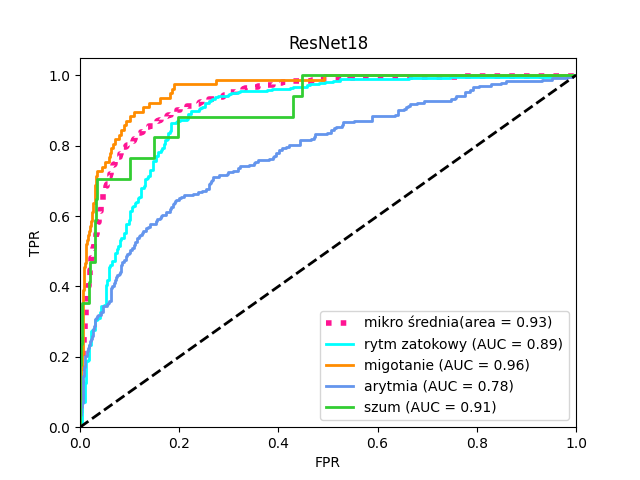 ResNet18
TPR
1.0
0.8
0.6
0.4
0.2
0.0
mikro średnia(area = 0.93)
rytm zatokowy (AUC = 0.89)
migotanie (AUC = 0.96)
arytmia (AUC = 0.78)
szum (AUC = 0.91)
0.0 0.2 0.4 0.6 0.8 1.0
FPR